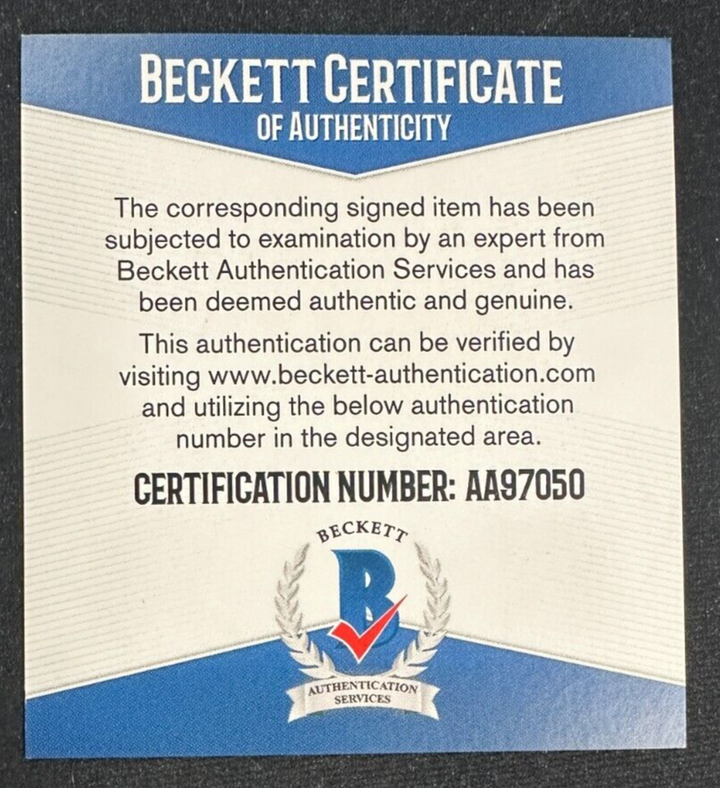 BECKETT CERTIFICATE
OF AUTHENTICITY
The corresponding signed item has been
subjected to examination by an expert from
Beckett Authentication Services and has
been deemed authentic and genuine.
This authentication can be verified by
visiting www.beckett-authentication.com
and utilizing the below authentication
number in the designated area.
CERTIFICATION NUMBER: AA97050
BECKETT
B
AUTHENTICATION
SERVICES